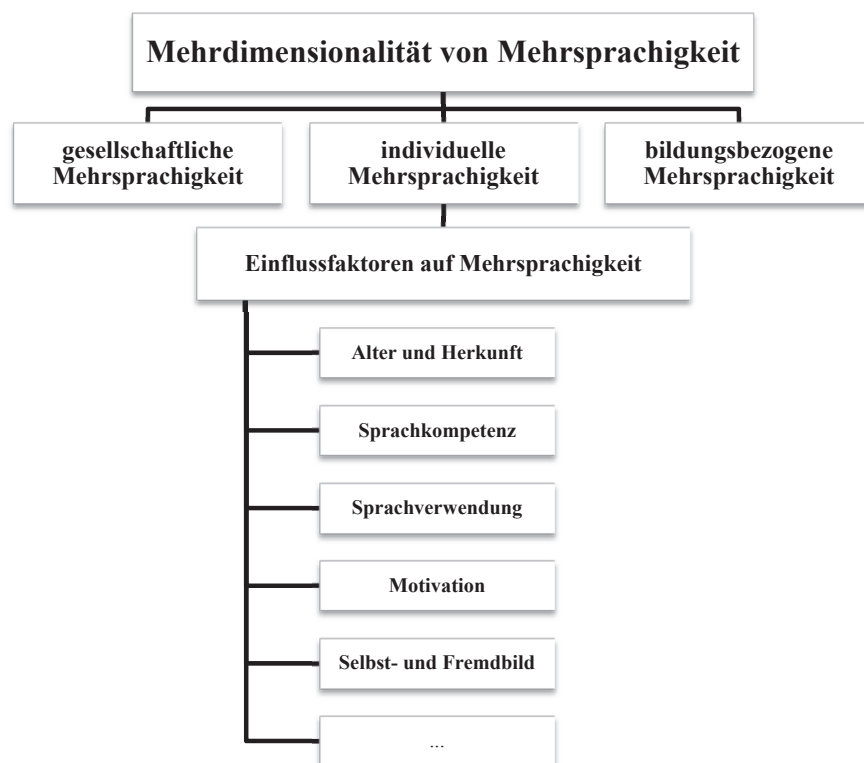 Mehrdimensionalität von Mehrsprachigkeit
gesellschaftliche
Mehrsprachigkeit
individuelle
Mehrsprachigkeit
bildungsbezogene
Mehrsprachigkeit
Einflussfaktoren auf Mehrsprachigkeit
Alter und Herkunft
Sprachkompetenz
Sprachverwendung
Motivation
Selbst- und Fremdbild
...